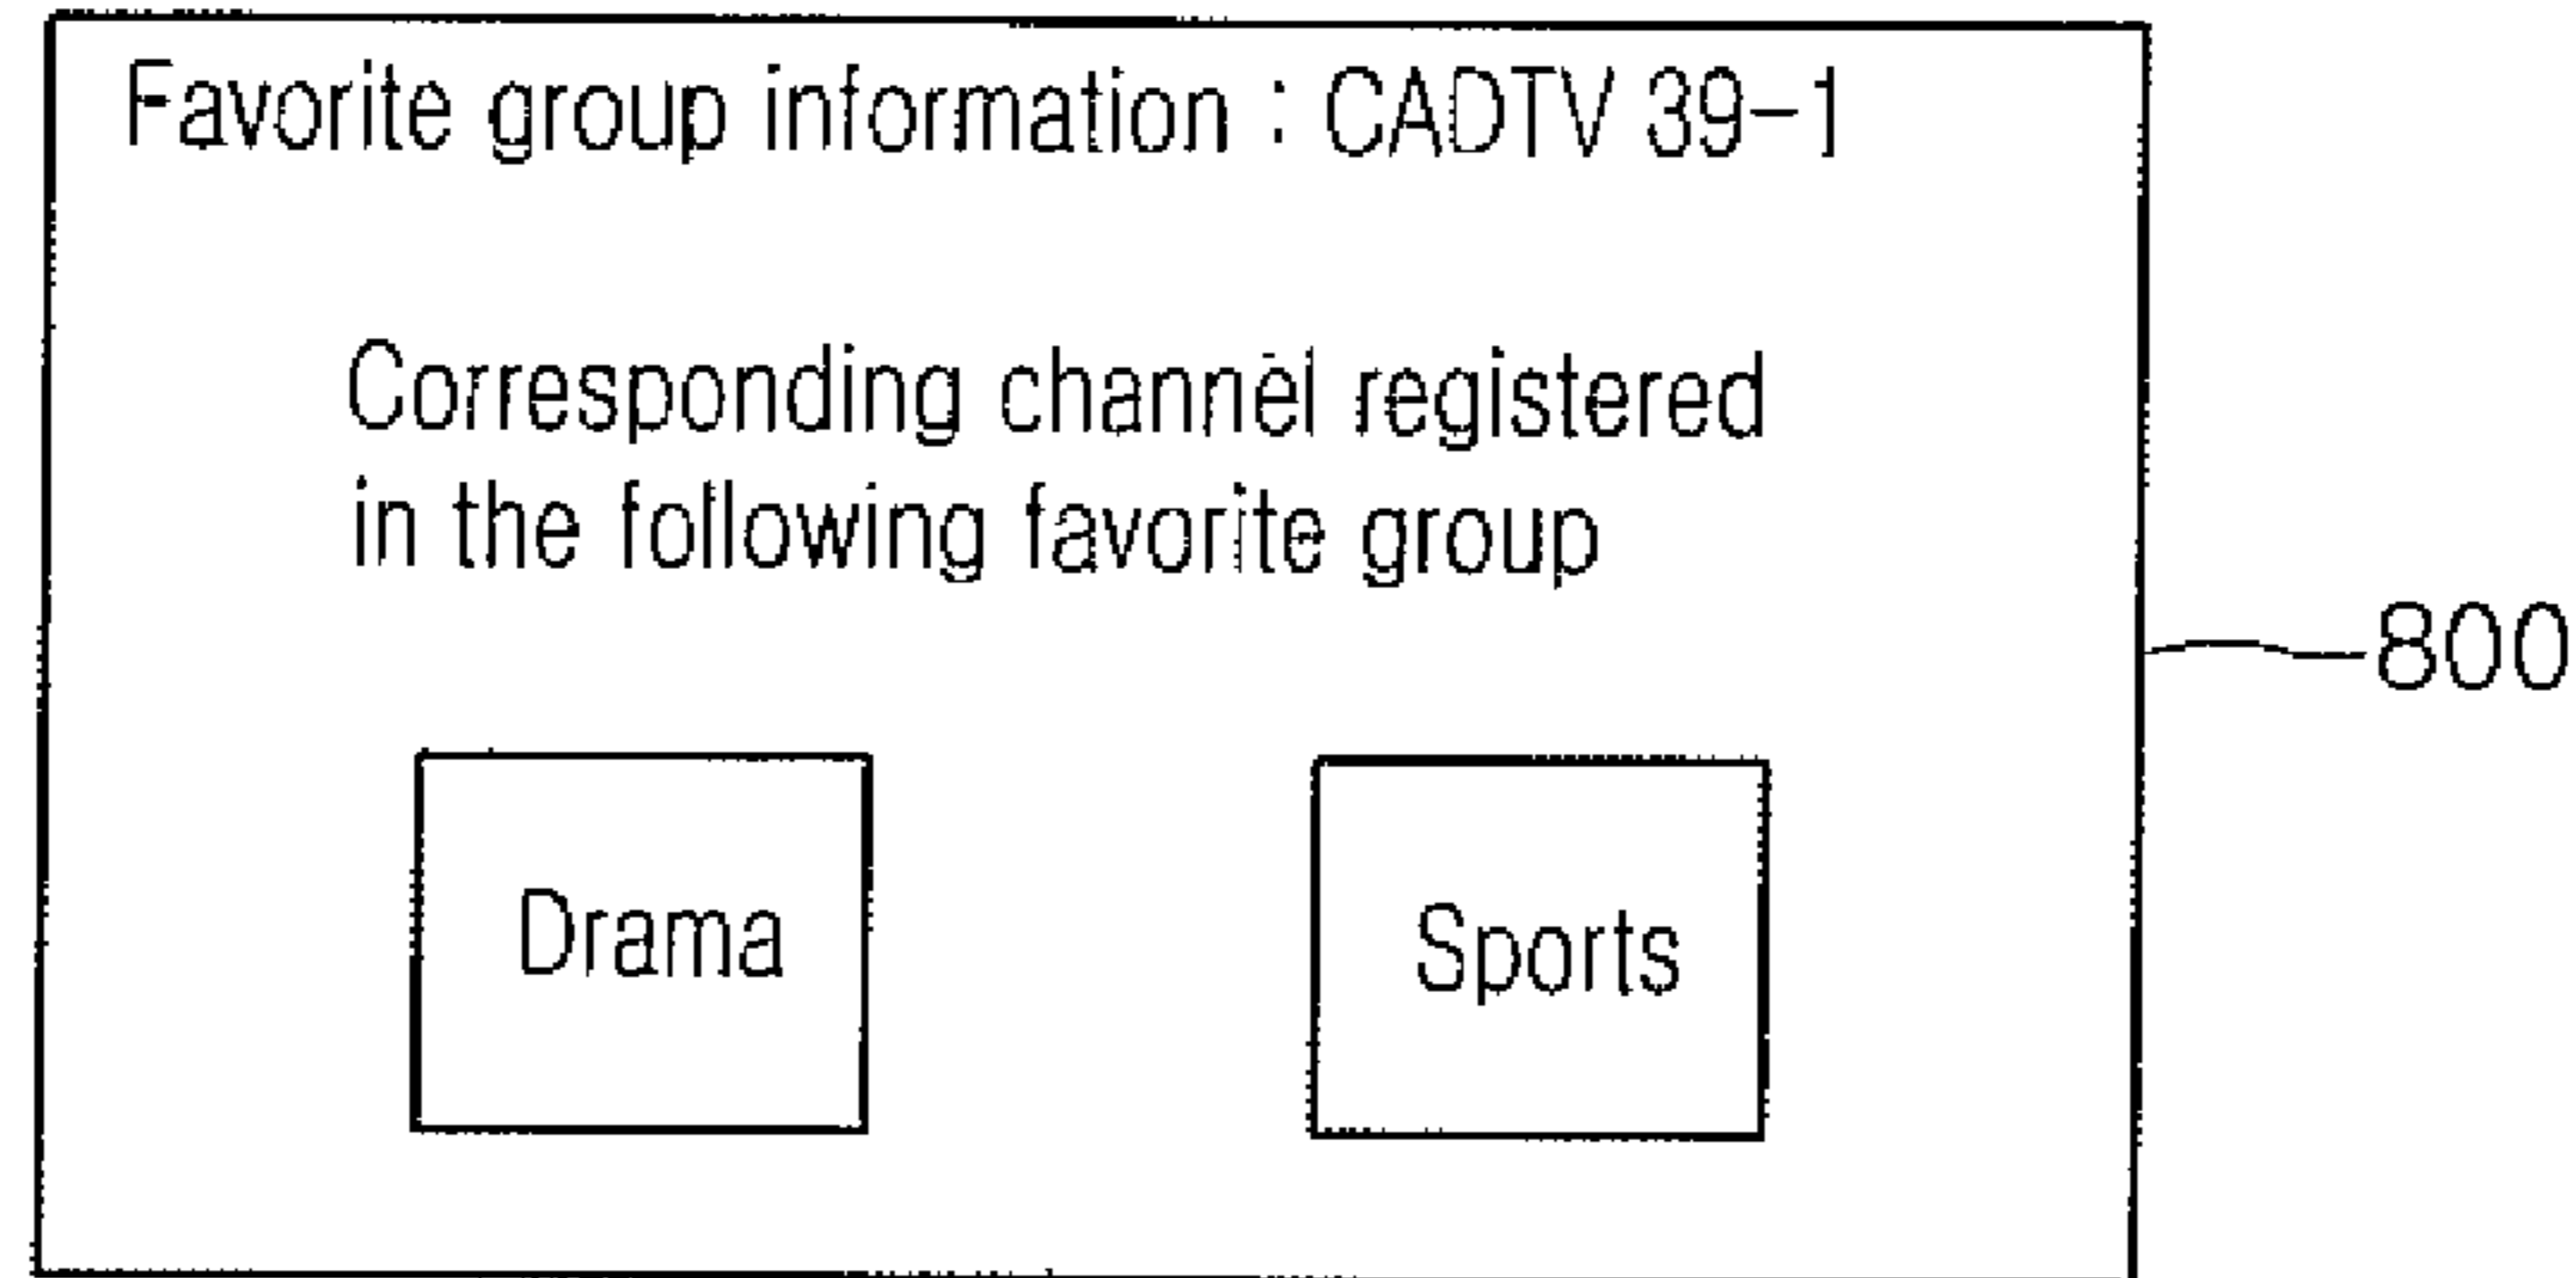 Favorite group information : CADTV 39-1
Corresponding channel registered
in the following favorite group
800
Drama
Sports